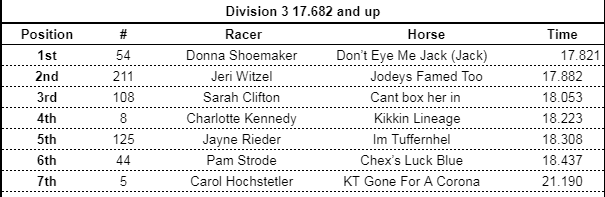 Division 3 17.682 and up
Position # Racer Horse Time
1st 54 Donna Shoemaker Don't Eye Me Jack (Jack) 17.821
2nd 211 Jeri Witzel Jodeys Famed Too 17.882
3rd 108 Sarah Clifton Cant box her in 18.053
4th 8 Charlotte Kennedy Kikkin Lineage 18.223
5th 125 Jayne Rieder Im Tuffernhel 18.308
6th 44 Pam Strode Chex's Luck Blue 18.437
7th 5 Carol Hochstetler KT Gone For A Corona 21.190